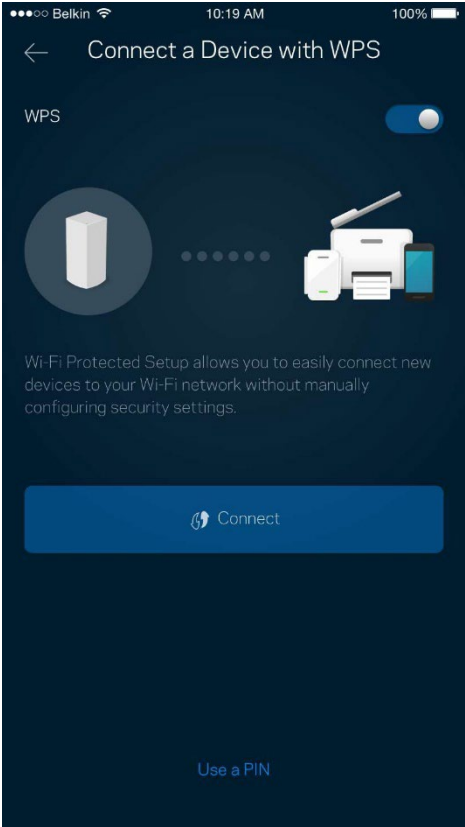 Belkin 10:19 AM 100%
Connect a Device with WPS
WPS
Wi-Fi Protected Setup allows you to easily connect new
devices to your Wi-Fi network without manually
configuring security settings.
Connect
Use a PIN